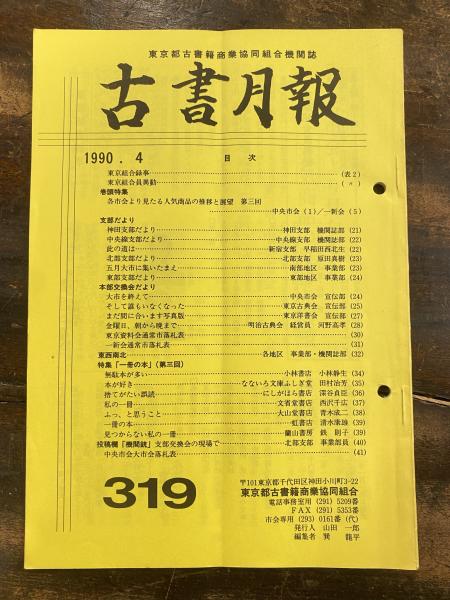 東京都古書籍商業協同組合機関誌
古書月報
1990．4 目次
東京組合録事……(表2)
東京組合員異動……(〃)
巻頭特集
各市会より見たる人気商品の推移と展望 第三回
……中央市会(1)／一新会(5)
支部だより
神田支部だより……神田支部 機関誌部(21)
中央線支部だより……中央線支部 機関誌部(22)
此の道は……新宿支部 早稲田西北生(22)
北部支部だより……北部支部 原田真樹(23)
五月大市に集いたまえ……南部地区 事業部(23)
東部支部だより……東部地区 事業部(24)
本部交換会だより
大市を終えて……中央市会 宣伝部(24)
そして誰もいなくなった……東京古典会 宣伝部(25)
まだ間に合います写真版……東京洋書会 宣伝部(27)
金曜日、朝から晩まで……明治古典会 経営員 河野高孝(28)
東京資料会通常市落札表……(30)
一新会通常市落札表……(31)
東西南北……各地区 事業部・機関誌部(32)
特集「一冊の本」(第三回)
無駄本が多い……小林書店 小林静生(34)
本が好き……なないろ文庫ふしぎ堂 田村治芳(35)
捨てがたい誤読……にしがはら書店 深谷貞臣(36)
私の一冊……文省堂書店 西沢千広(37)
ふっ、と思うこと……大山堂書店 青木成二(38)
一冊の本……虹書店 清水康雄(39)
見つからない私の一冊……蘭山書房 鉄 則子(39)
投稿欄「機関銃」支部交換会の現場で……北部支部 事業部員(40)
中央市会大市会落札表……(41)
319
〒101東京都千代田区神田小川町3-22
東京都古書籍商業協同組合
電話事務室用(291)5209番
FAX(291)5353番
市会専用(293)0161番(代)
発行人 山田一郎
編集者 巽 龍平